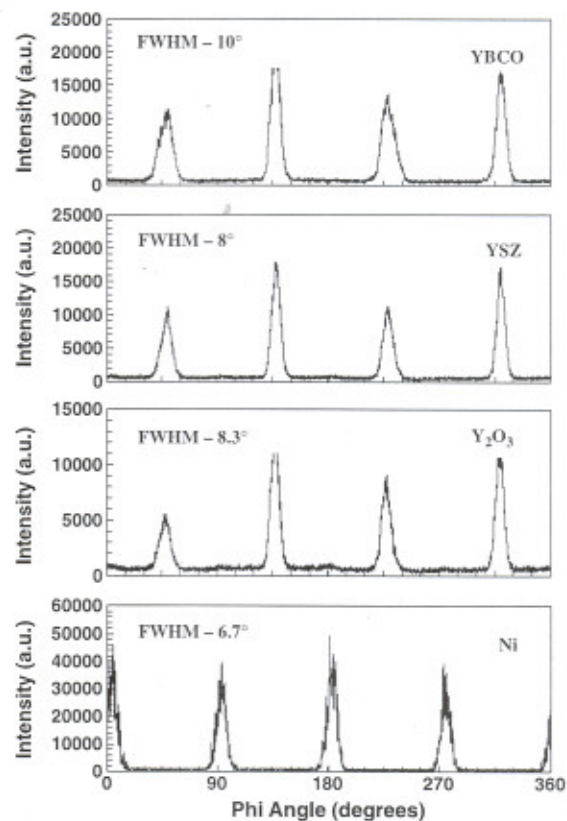 25000
FWHM – 10°
YBCO
20000
15000
10000
5000
0
Intensity (a.u.)
25000
FWHM – 8°
YSZ
20000
15000
10000
5000
0
Intensity (a.u.)
15000
FWHM – 8.3°
Y₂O₃
10000
5000
0
Intensity (a.u.)
60000
FWHM – 6.7°
Ni
50000
40000
30000
20000
10000
0
Intensity (a.u.)
0 90 180 270 360
Phi Angle (degrees)